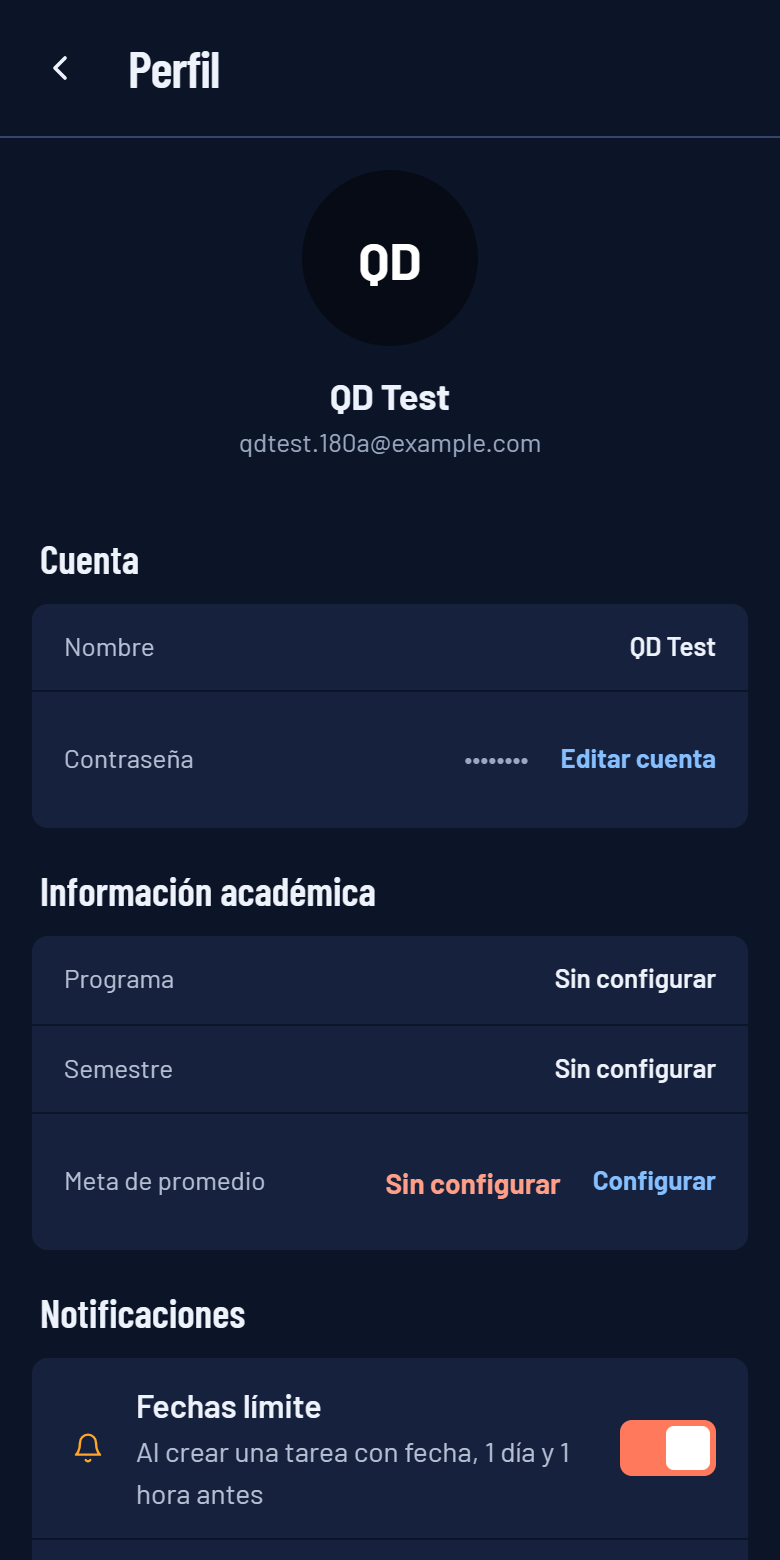 Perfil
QD
QD Test
qdtest.180a@example.com
Cuenta
Nombre QD Test
Contraseña •••••••• Editar cuenta
Información académica
Programa Sin configurar
Semestre Sin configurar
Meta de promedio Sin configurar Configurar
Notificaciones
Fechas límite
Al crear una tarea con fecha, 1 día y 1
hora antes